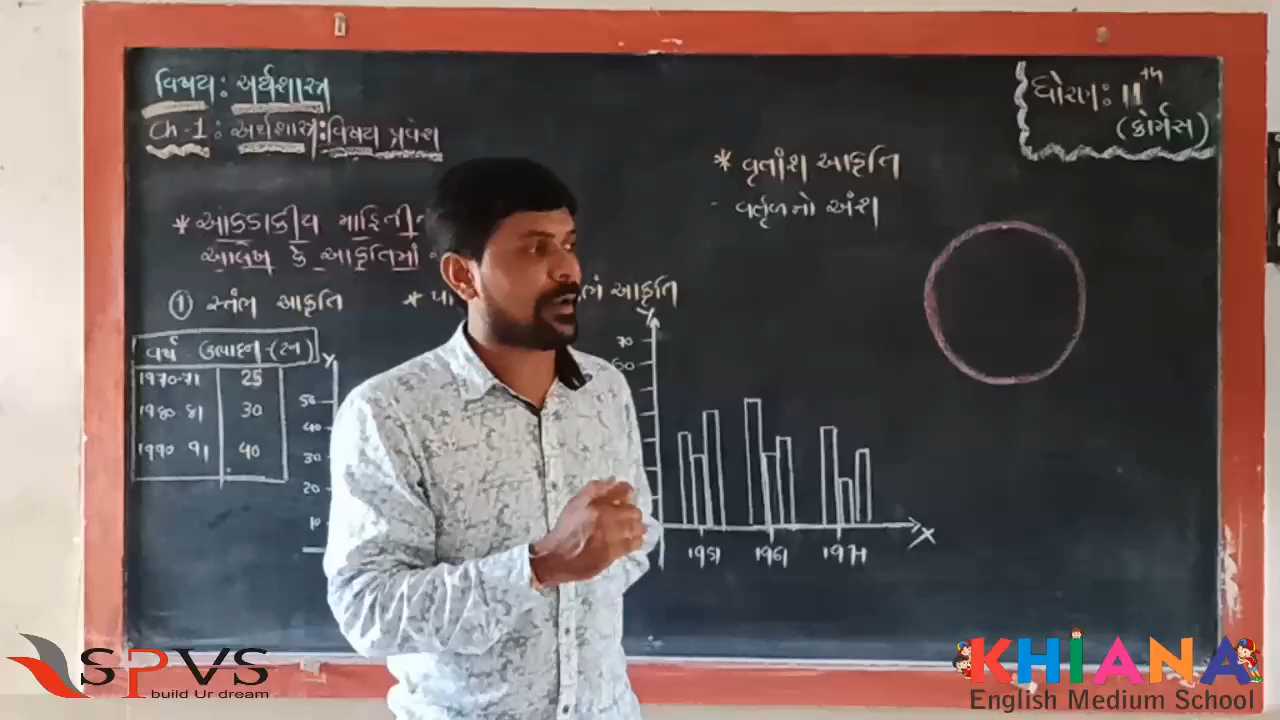 વિષય : અર્થશાસ્ત્ર
Ch-1 : અર્થશાસ્ત્ર : વિષય પ્રવેશ
ધોરણ : 11th
(કોર્મસ)
* આંકડાકીય માહિતી
આલેખ કે આકૃતિમાં
① સ્તંભ આકૃતિ
* પા
આકૃતિ
* વૃતાંશ આકૃતિ
- વર્તુળનો અંશ
વર્ષ ઉત્પાદન-(ટન)
1970-71 25
1980-81 30
1990-91 40
Y
50
40
30
20
10
Y
70
60
X
1951 1961 1971
SPVS
build Ur dream
KHIANA
English Medium School